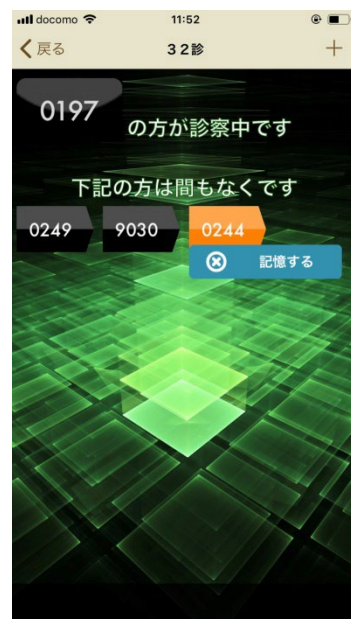 docomo 11:52
戻る 32診 +
0197 の方が診察中です
下記の方は間もなくです
0249 9030 0244
記憶する